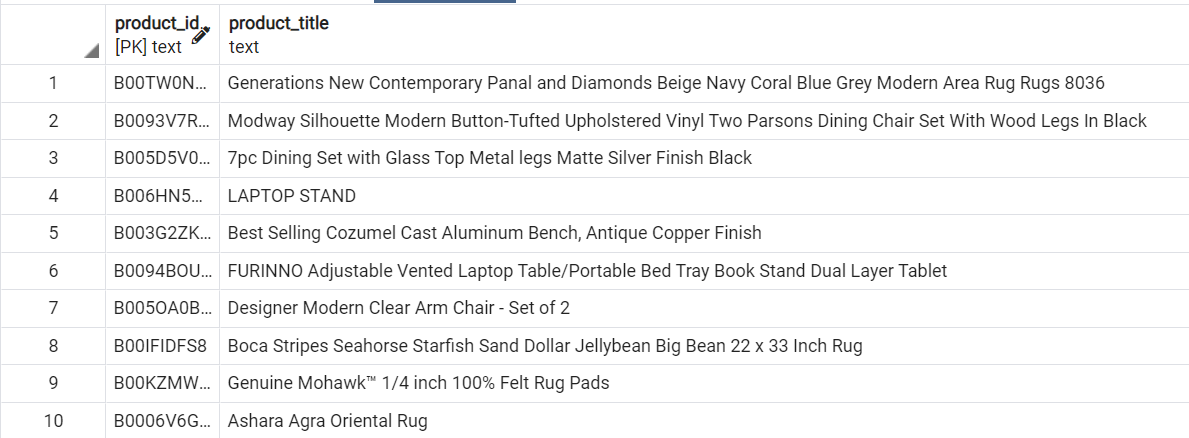 product_id product_title
[PK] text text
1 B00TW0N... Generations New Contemporary Panal and Diamonds Beige Navy Coral Blue Grey Modern Area Rug Rugs 8036
2 B0093V7R... Modway Silhouette Modern Button-Tufted Upholstered Vinyl Two Parsons Dining Chair Set With Wood Legs In Black
3 B005D5V0... 7pc Dining Set with Glass Top Metal legs Matte Silver Finish Black
4 B006HN5... LAPTOP STAND
5 B003G2ZK... Best Selling Cozumel Cast Aluminum Bench, Antique Copper Finish
6 B0094BOU... FURINNO Adjustable Vented Laptop Table/Portable Bed Tray Book Stand Dual Layer Tablet
7 B005OA0B... Designer Modern Clear Arm Chair - Set of 2
8 B00IFIDFS8 Boca Stripes Seahorse Starfish Sand Dollar Jellybean Big Bean 22 x 33 Inch Rug
9 B00KZMW... Genuine Mohawk™ 1/4 inch 100% Felt Rug Pads
10 B0006V6G... Ashara Agra Oriental Rug